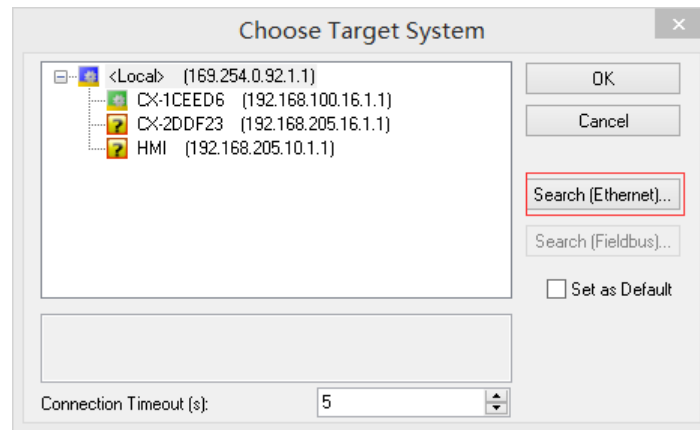 Choose Target System
<Local> (169.254.0.92.1.1)
CX-1CEED6 (192.168.100.16.1.1)
CX-2DDF23 (192.168.205.16.1.1)
HMI (192.168.205.10.1.1)
OK
Cancel
Search (Ethernet)...
Search (Fieldbus)...
Set as Default
Connection Timeout (s): 5